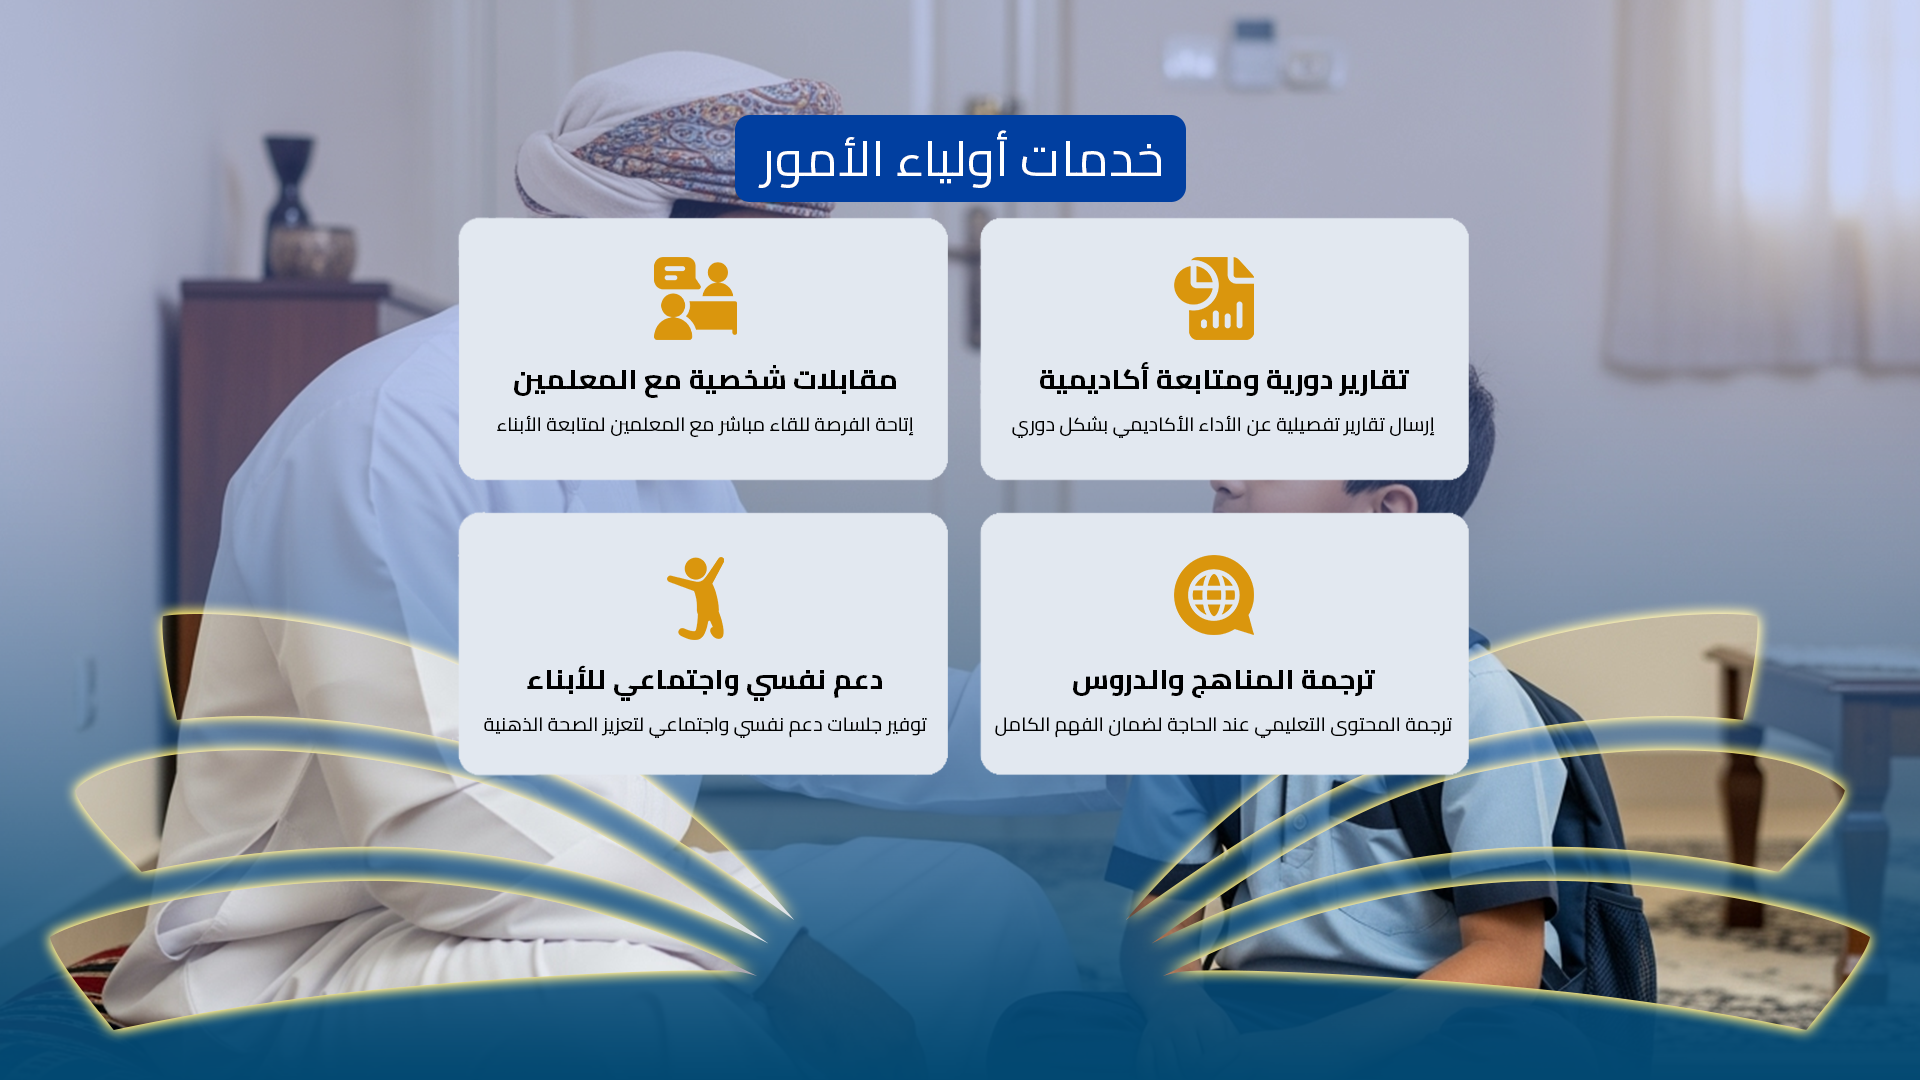 خدمات أولياء الأمور
تقارير دورية ومتابعة أكاديمية
إرسال تقارير تفصيلية عن الأداء الأكاديمي بشكل دوري
مقابلات شخصية مع المعلمين
إتاحة الفرصة للقاء مباشر مع المعلمين لمتابعة الأبناء
ترجمة المناهج والدروس
ترجمة المحتوى التعليمي عند الحاجة لضمان الفهم الكامل
دعم نفسي واجتماعي للأبناء
توفير جلسات دعم نفسي واجتماعي لتعزيز الصحة الذهنية